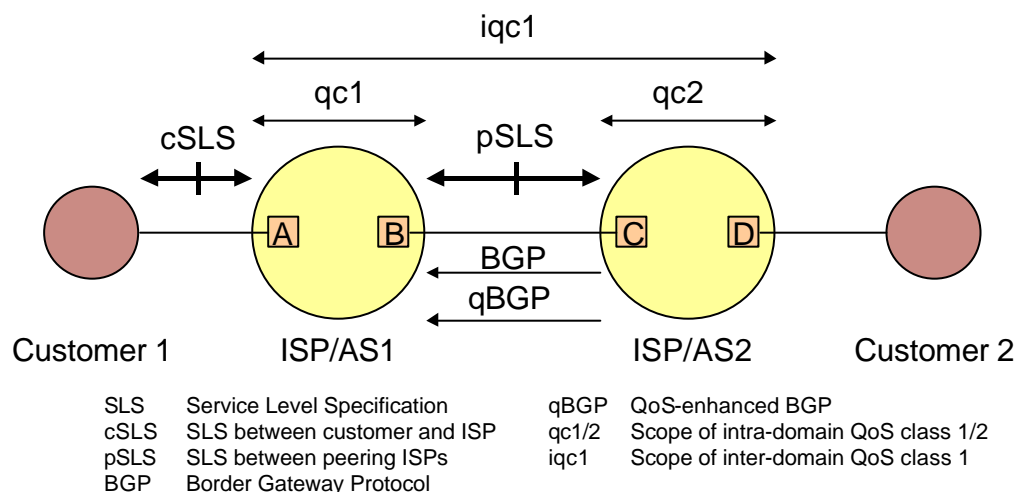 iqc1
qc1 qc2
cSLS pSLS
A B C D
BGP
qBGP
Customer 1 ISP/AS1 ISP/AS2 Customer 2
SLS Service Level Specification qBGP QoS-enhanced BGP
cSLS SLS between customer and ISP qc1/2 Scope of intra-domain QoS class 1/2
pSLS SLS between peering ISPs iqc1 Scope of inter-domain QoS class 1
BGP Border Gateway Protocol